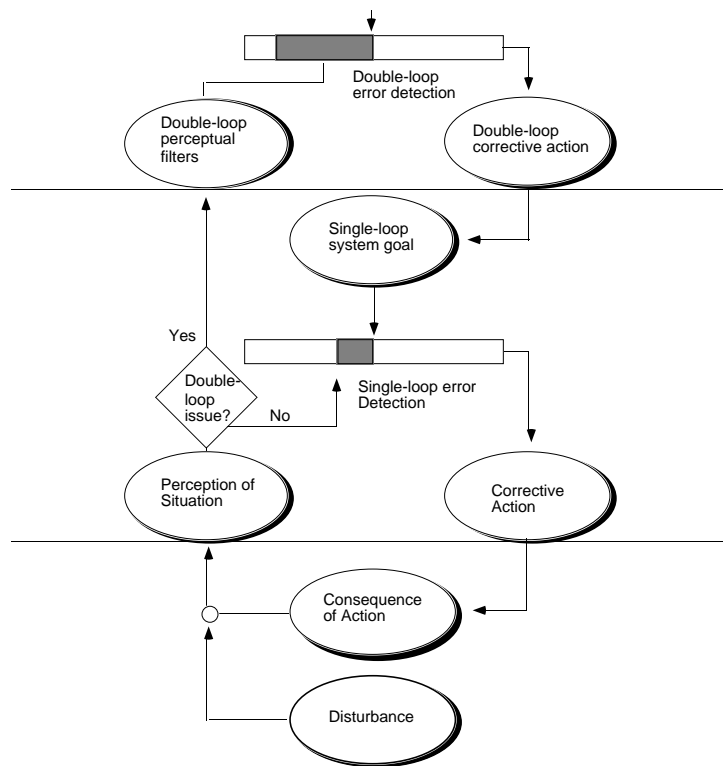 Double-loop
error detection
Double-loop
perceptual
filters
Double-loop
corrective action
Single-loop
system goal
Yes
Double-
loop
issue?
No
Single-loop error
Detection
Perception of
Situation
Corrective
Action
Consequence
of Action
Disturbance